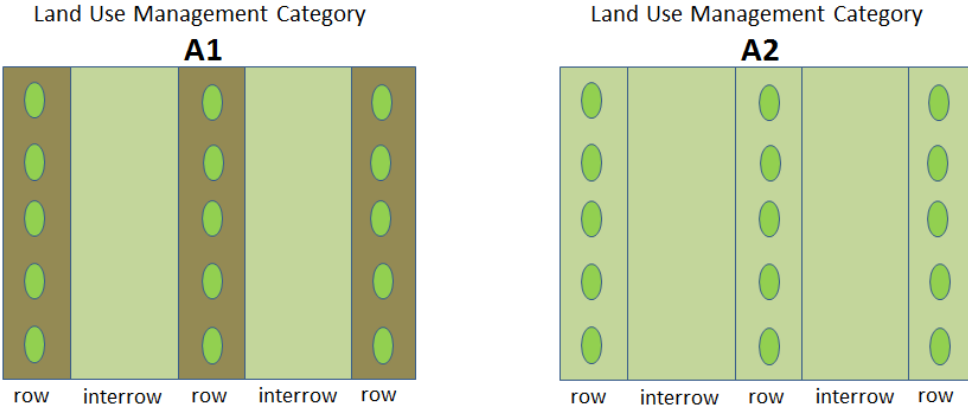 Land Use Management Category
A1
row interrow row interrow row
Land Use Management Category
A2
row interrow row interrow row